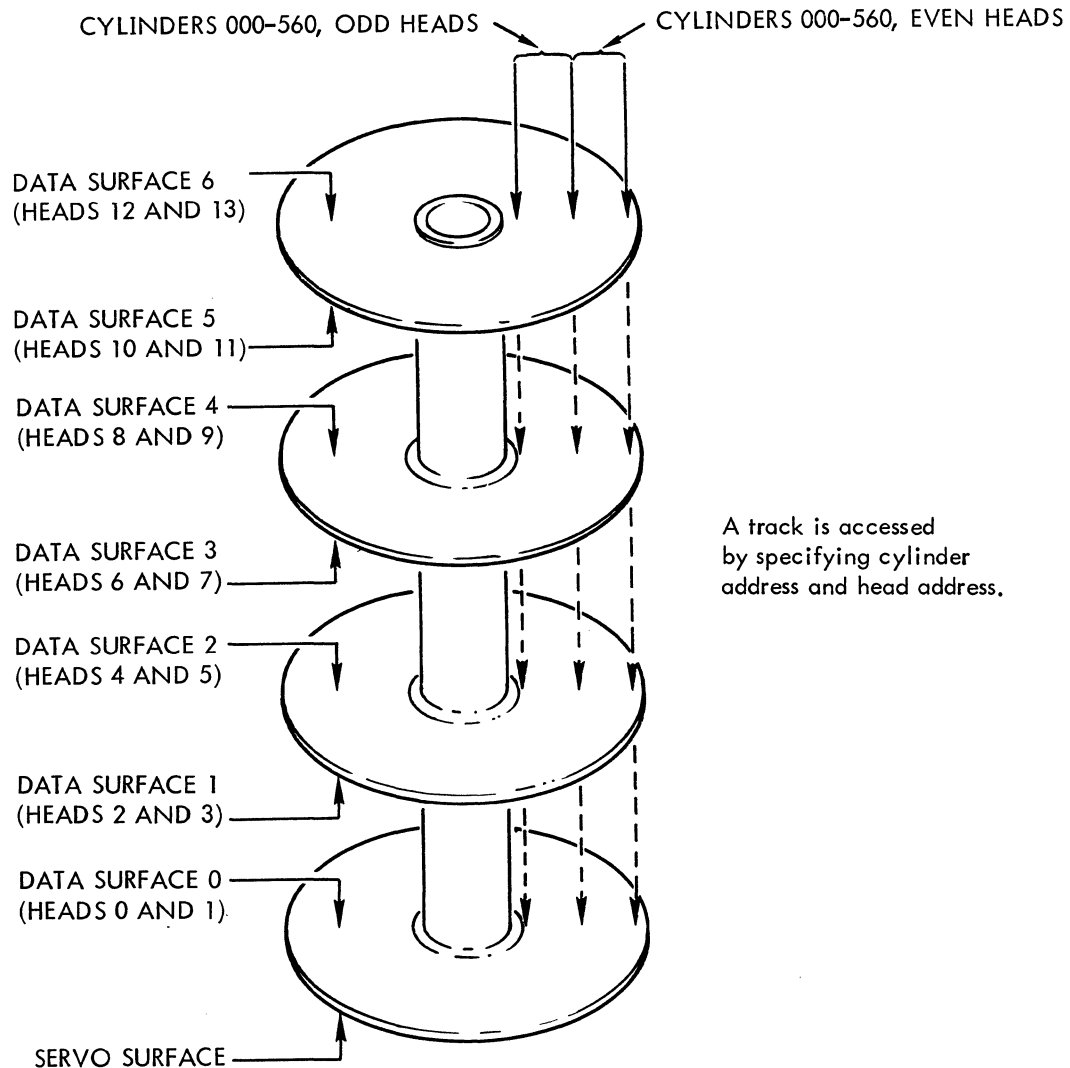 CYLINDERS 000-560, ODD HEADS
CYLINDERS 000-560, EVEN HEADS
DATA SURFACE 6
(HEADS 12 AND 13)
DATA SURFACE 5
(HEADS 10 AND 11)
DATA SURFACE 4
(HEADS 8 AND 9)
DATA SURFACE 3
(HEADS 6 AND 7)
A track is accessed
by specifying cylinder
address and head address.
DATA SURFACE 2
(HEADS 4 AND 5)
DATA SURFACE 1
(HEADS 2 AND 3)
DATA SURFACE 0
(HEADS 0 AND 1)
SERVO SURFACE